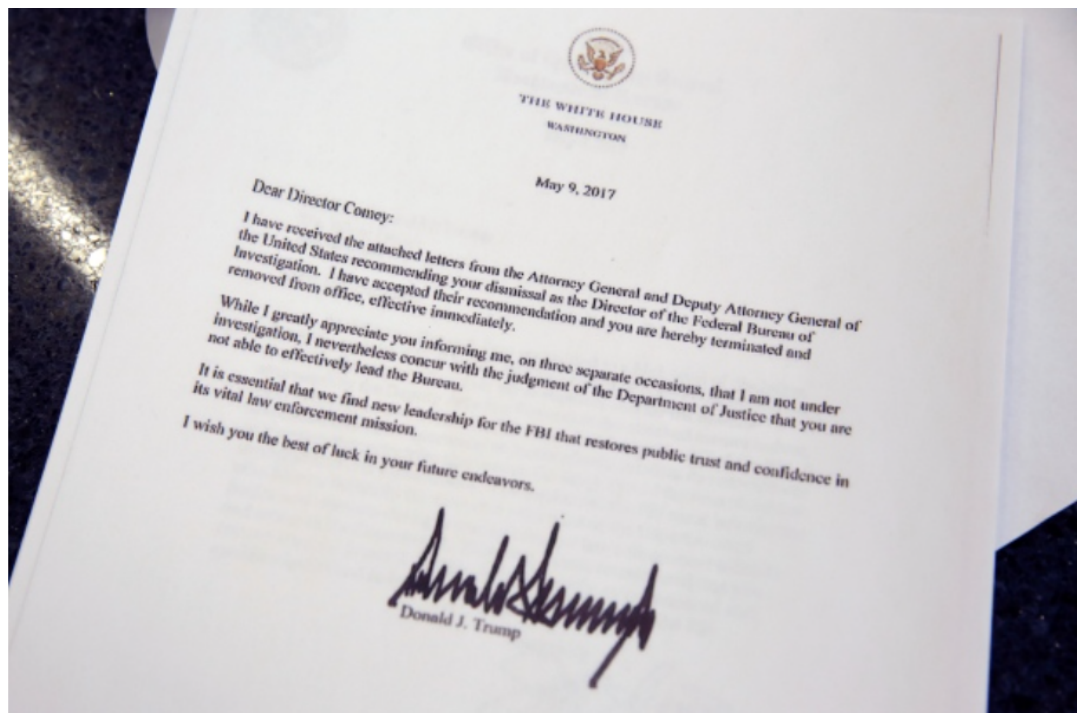 THE WHITE HOUSE
WASHINGTON
May 9, 2017
Dear Director Comey:
I have received the attached letters from the Attorney General and Deputy Attorney General of
the United States recommending your dismissal as the Director of the Federal Bureau of
Investigation. I have accepted their recommendation and you are hereby terminated and
removed from office, effective immediately.
While I greatly appreciate you informing me, on three separate occasions, that I am not under
investigation, I nevertheless concur with the judgment of the Department of Justice that you are
not able to effectively lead the Bureau.
It is essential that we find new leadership for the FBI that restores public trust and confidence in
its vital law enforcement mission.
I wish you the best of luck in your future endeavors.
Donald J. Trump